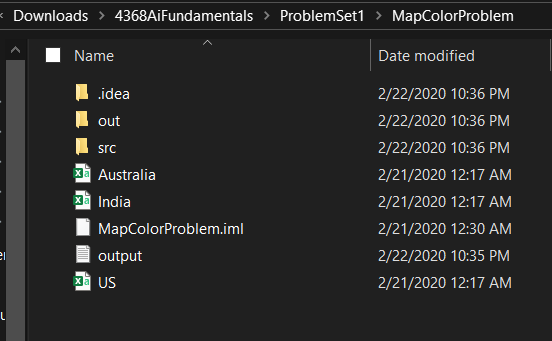 Downloads > 4368AiFundamentals > ProblemSet1 > MapColorProblem
Name Date modified
.idea 2/22/2020 10:36 PM
out 2/22/2020 10:36 PM
src 2/22/2020 10:36 PM
Australia 2/21/2020 12:17 AM
India 2/21/2020 12:17 AM
MapColorProblem.iml 2/21/2020 12:30 AM
output 2/22/2020 10:35 PM
US 2/21/2020 12:17 AM